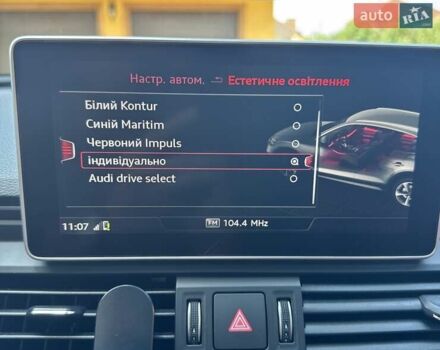 auto RIA
Настр. автом. Естетичне освітлення
Білий Kontur
Синій Maritim
Червоний Impuls
індивідуально
Audi drive select
11:07 FM 104.4 MHz